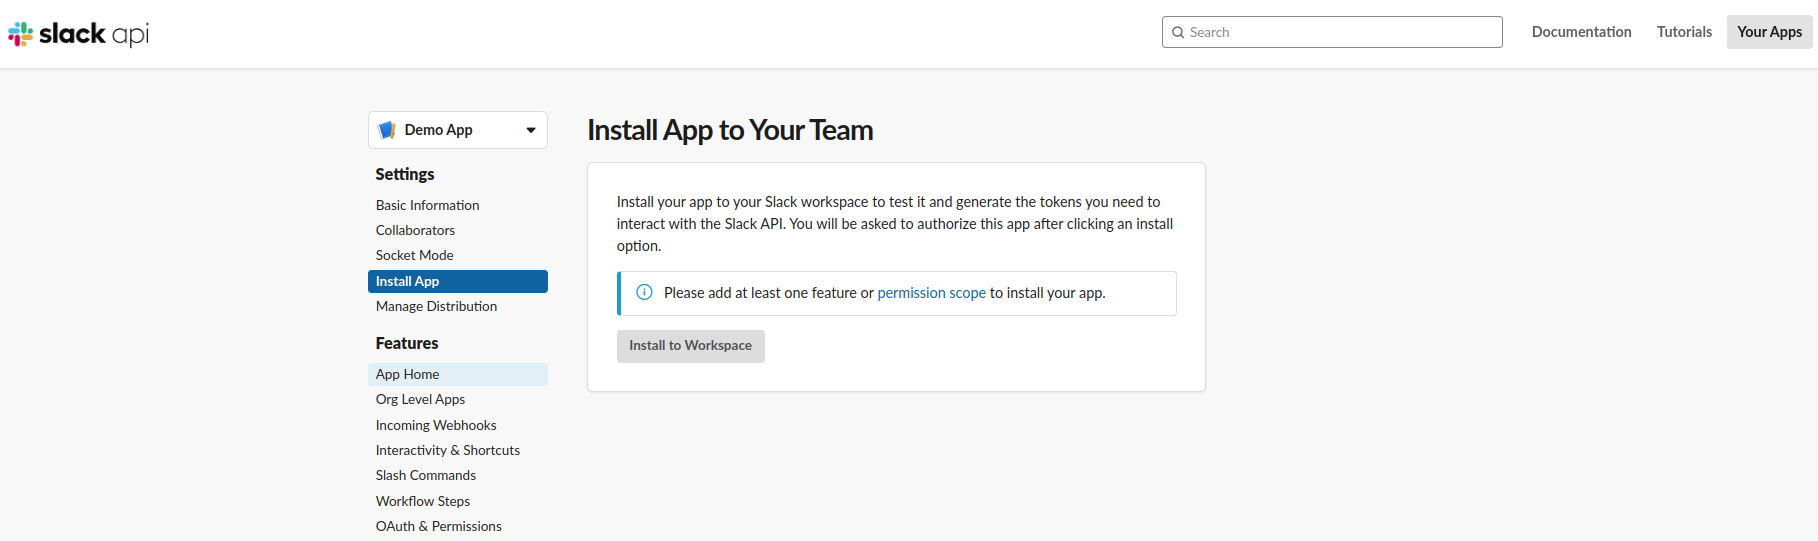 slack api
Search
Documentation
Tutorials
Your Apps
Demo App
Settings
Basic Information
Collaborators
Socket Mode
Install App
Manage Distribution
Features
App Home
Org Level Apps
Incoming Webhooks
Interactivity & Shortcuts
Slash Commands
Workflow Steps
OAuth & Permissions
Install App to Your Team
Install your app to your Slack workspace to test it and generate the tokens you need to
interact with the Slack API. You will be asked to authorize this app after clicking an install
option.
Please add at least one feature or permission scope to install your app.
Install to Workspace